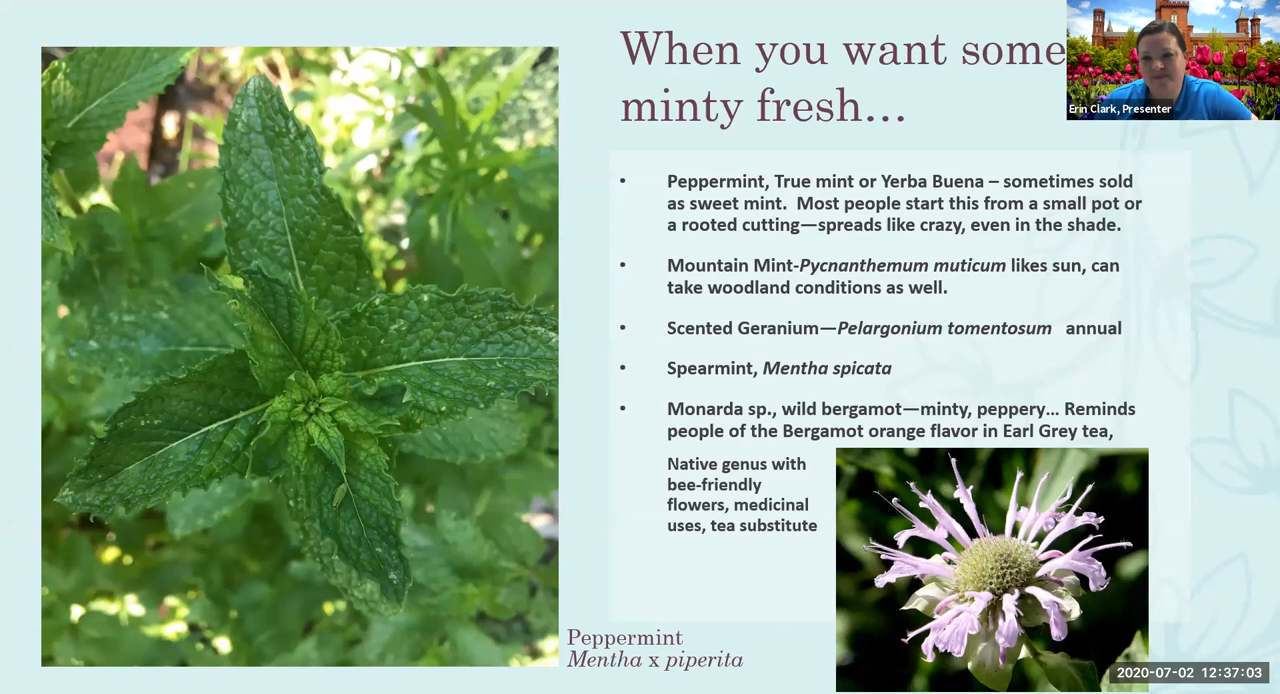 When you want some
minty fresh...
Erin Clark, Presenter
• Peppermint, True mint or Yerba Buena – sometimes sold
as sweet mint. Most people start this from a small pot or
a rooted cutting—spreads like crazy, even in the shade.
• Mountain Mint-Pycnanthemum muticum likes sun, can
take woodland conditions as well.
• Scented Geranium—Pelargonium tomentosum annual
• Spearmint, Mentha spicata
• Monarda sp., wild bergamot—minty, peppery... Reminds
people of the Bergamot orange flavor in Earl Grey tea,
Native genus with
bee-friendly
flowers, medicinal
uses, tea substitute
Peppermint
Mentha x piperita
2020-07-02 12:37:03